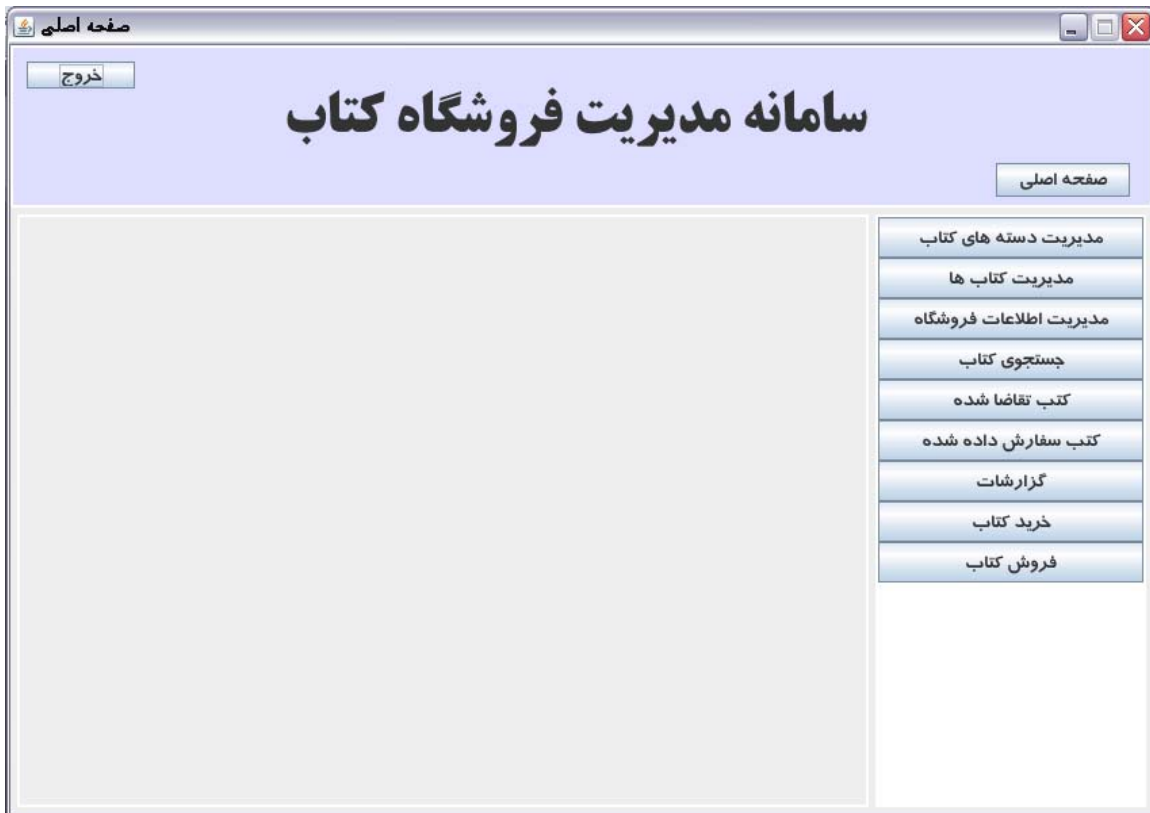 صفحه اصلی
خروج
سامانه مدیریت فروشگاه کتاب
صفحه اصلی
مدیریت دسته های کتاب
مدیریت کتاب ها
مدیریت اطلاعات فروشگاه
جستجوی کتاب
کتب تقاضا شده
کتب سفارش داده شده
گزارشات
خرید کتاب
فروش کتاب